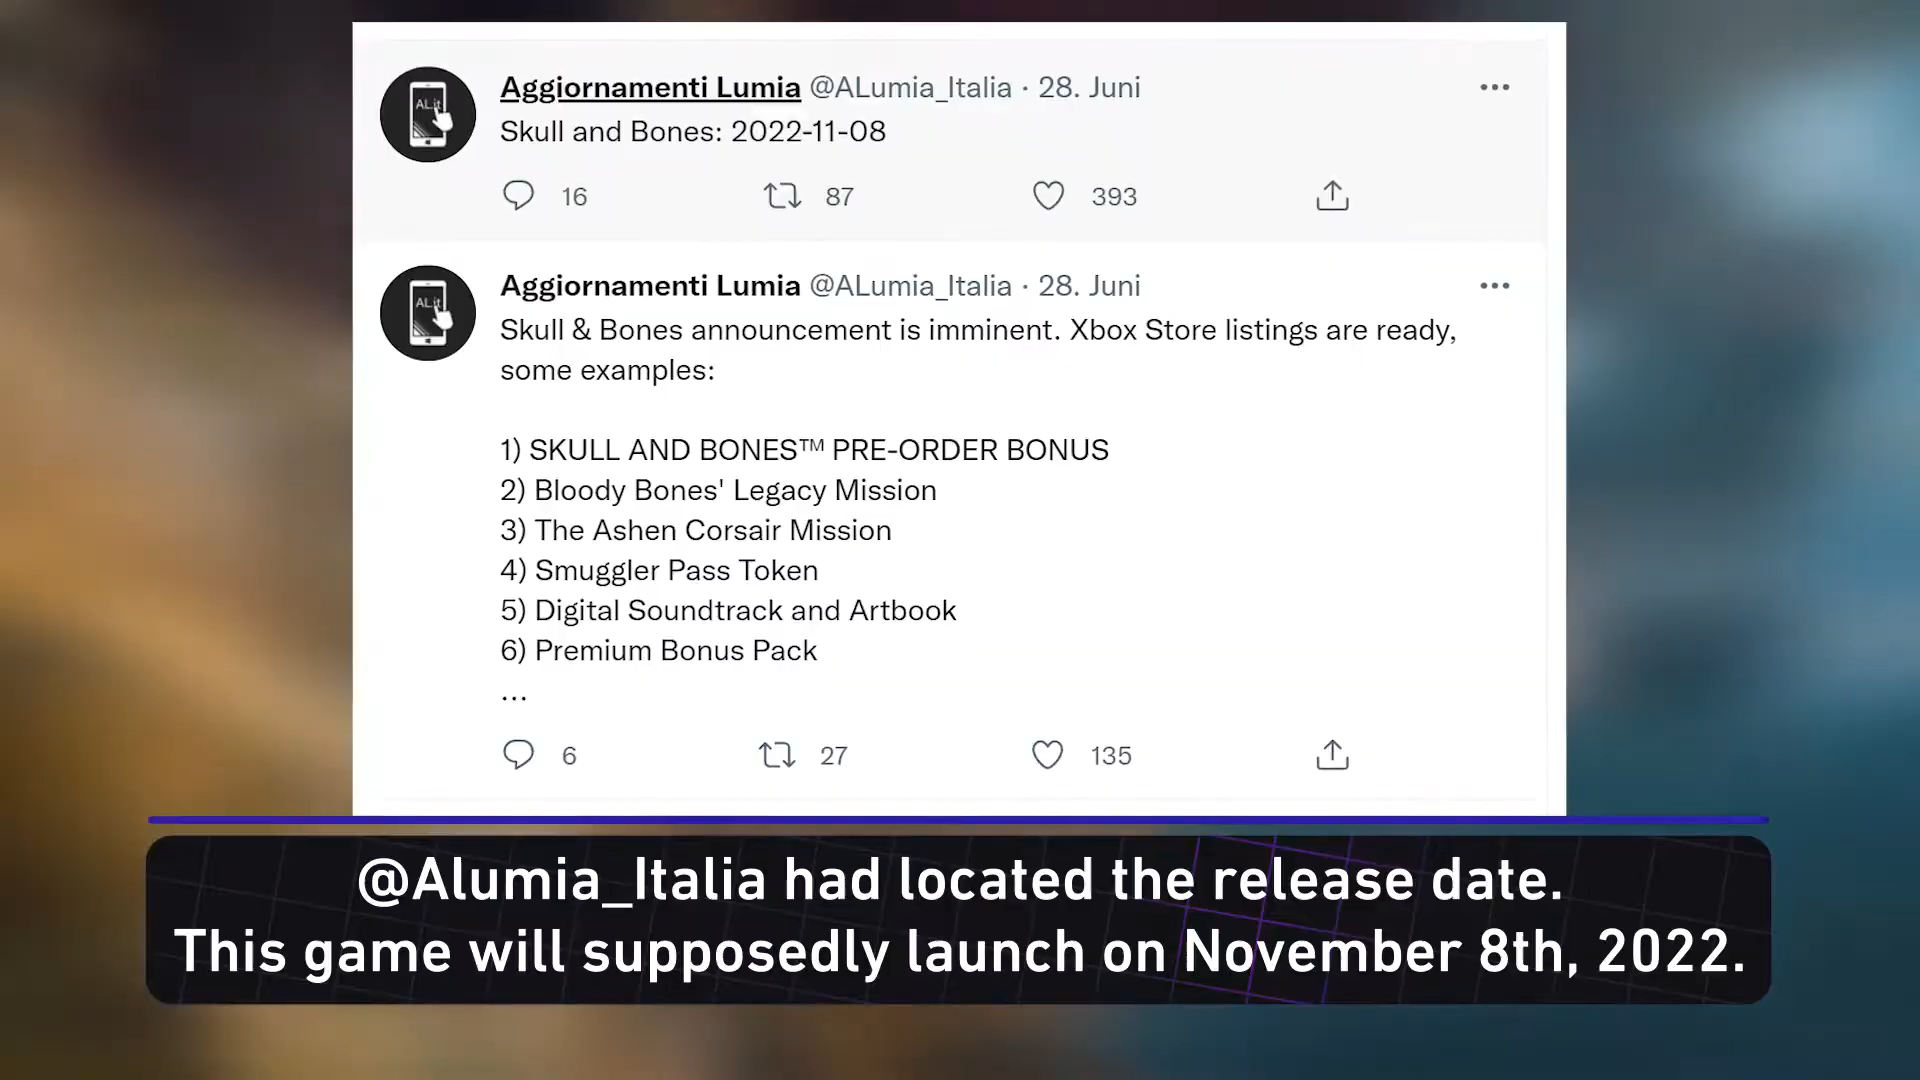 Aggiornamenti Lumia @ALumia_Italia · 28. Juni
Skull and Bones: 2022-11-08
16 87 393
Aggiornamenti Lumia @ALumia_Italia · 28. Juni
Skull & Bones announcement is imminent. Xbox Store listings are ready,
some examples:
1) SKULL AND BONES™ PRE-ORDER BONUS
2) Bloody Bones' Legacy Mission
3) The Ashen Corsair Mission
4) Smuggler Pass Token
5) Digital Soundtrack and Artbook
6) Premium Bonus Pack
...
6 27 135
@Alumia_Italia had located the release date.
This game will supposedly launch on November 8th, 2022.